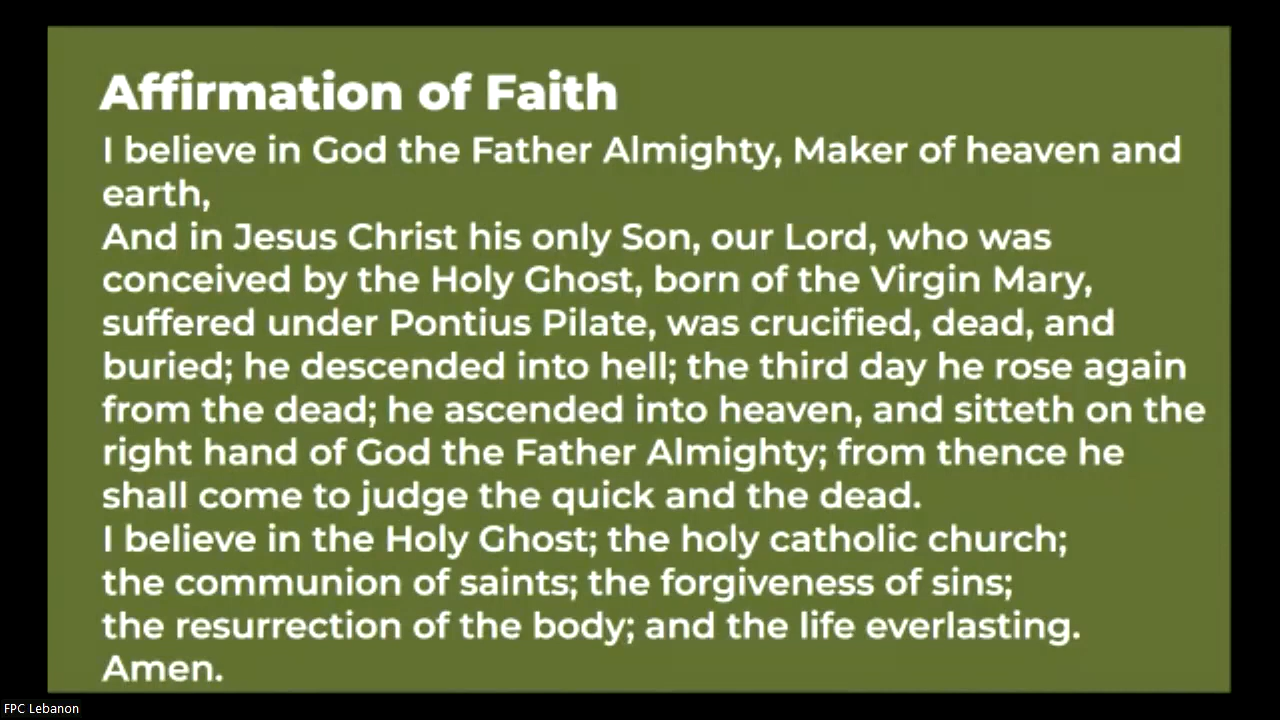 Affirmation of Faith
I believe in God the Father Almighty, Maker of heaven and
earth,
And in Jesus Christ his only Son, our Lord, who was
conceived by the Holy Ghost, born of the Virgin Mary,
suffered under Pontius Pilate, was crucified, dead, and
buried; he descended into hell; the third day he rose again
from the dead; he ascended into heaven, and sitteth on the
right hand of God the Father Almighty; from thence he
shall come to judge the quick and the dead.
I believe in the Holy Ghost; the holy catholic church;
the communion of saints; the forgiveness of sins;
the resurrection of the body; and the life everlasting.
Amen.
FPC Lebanon